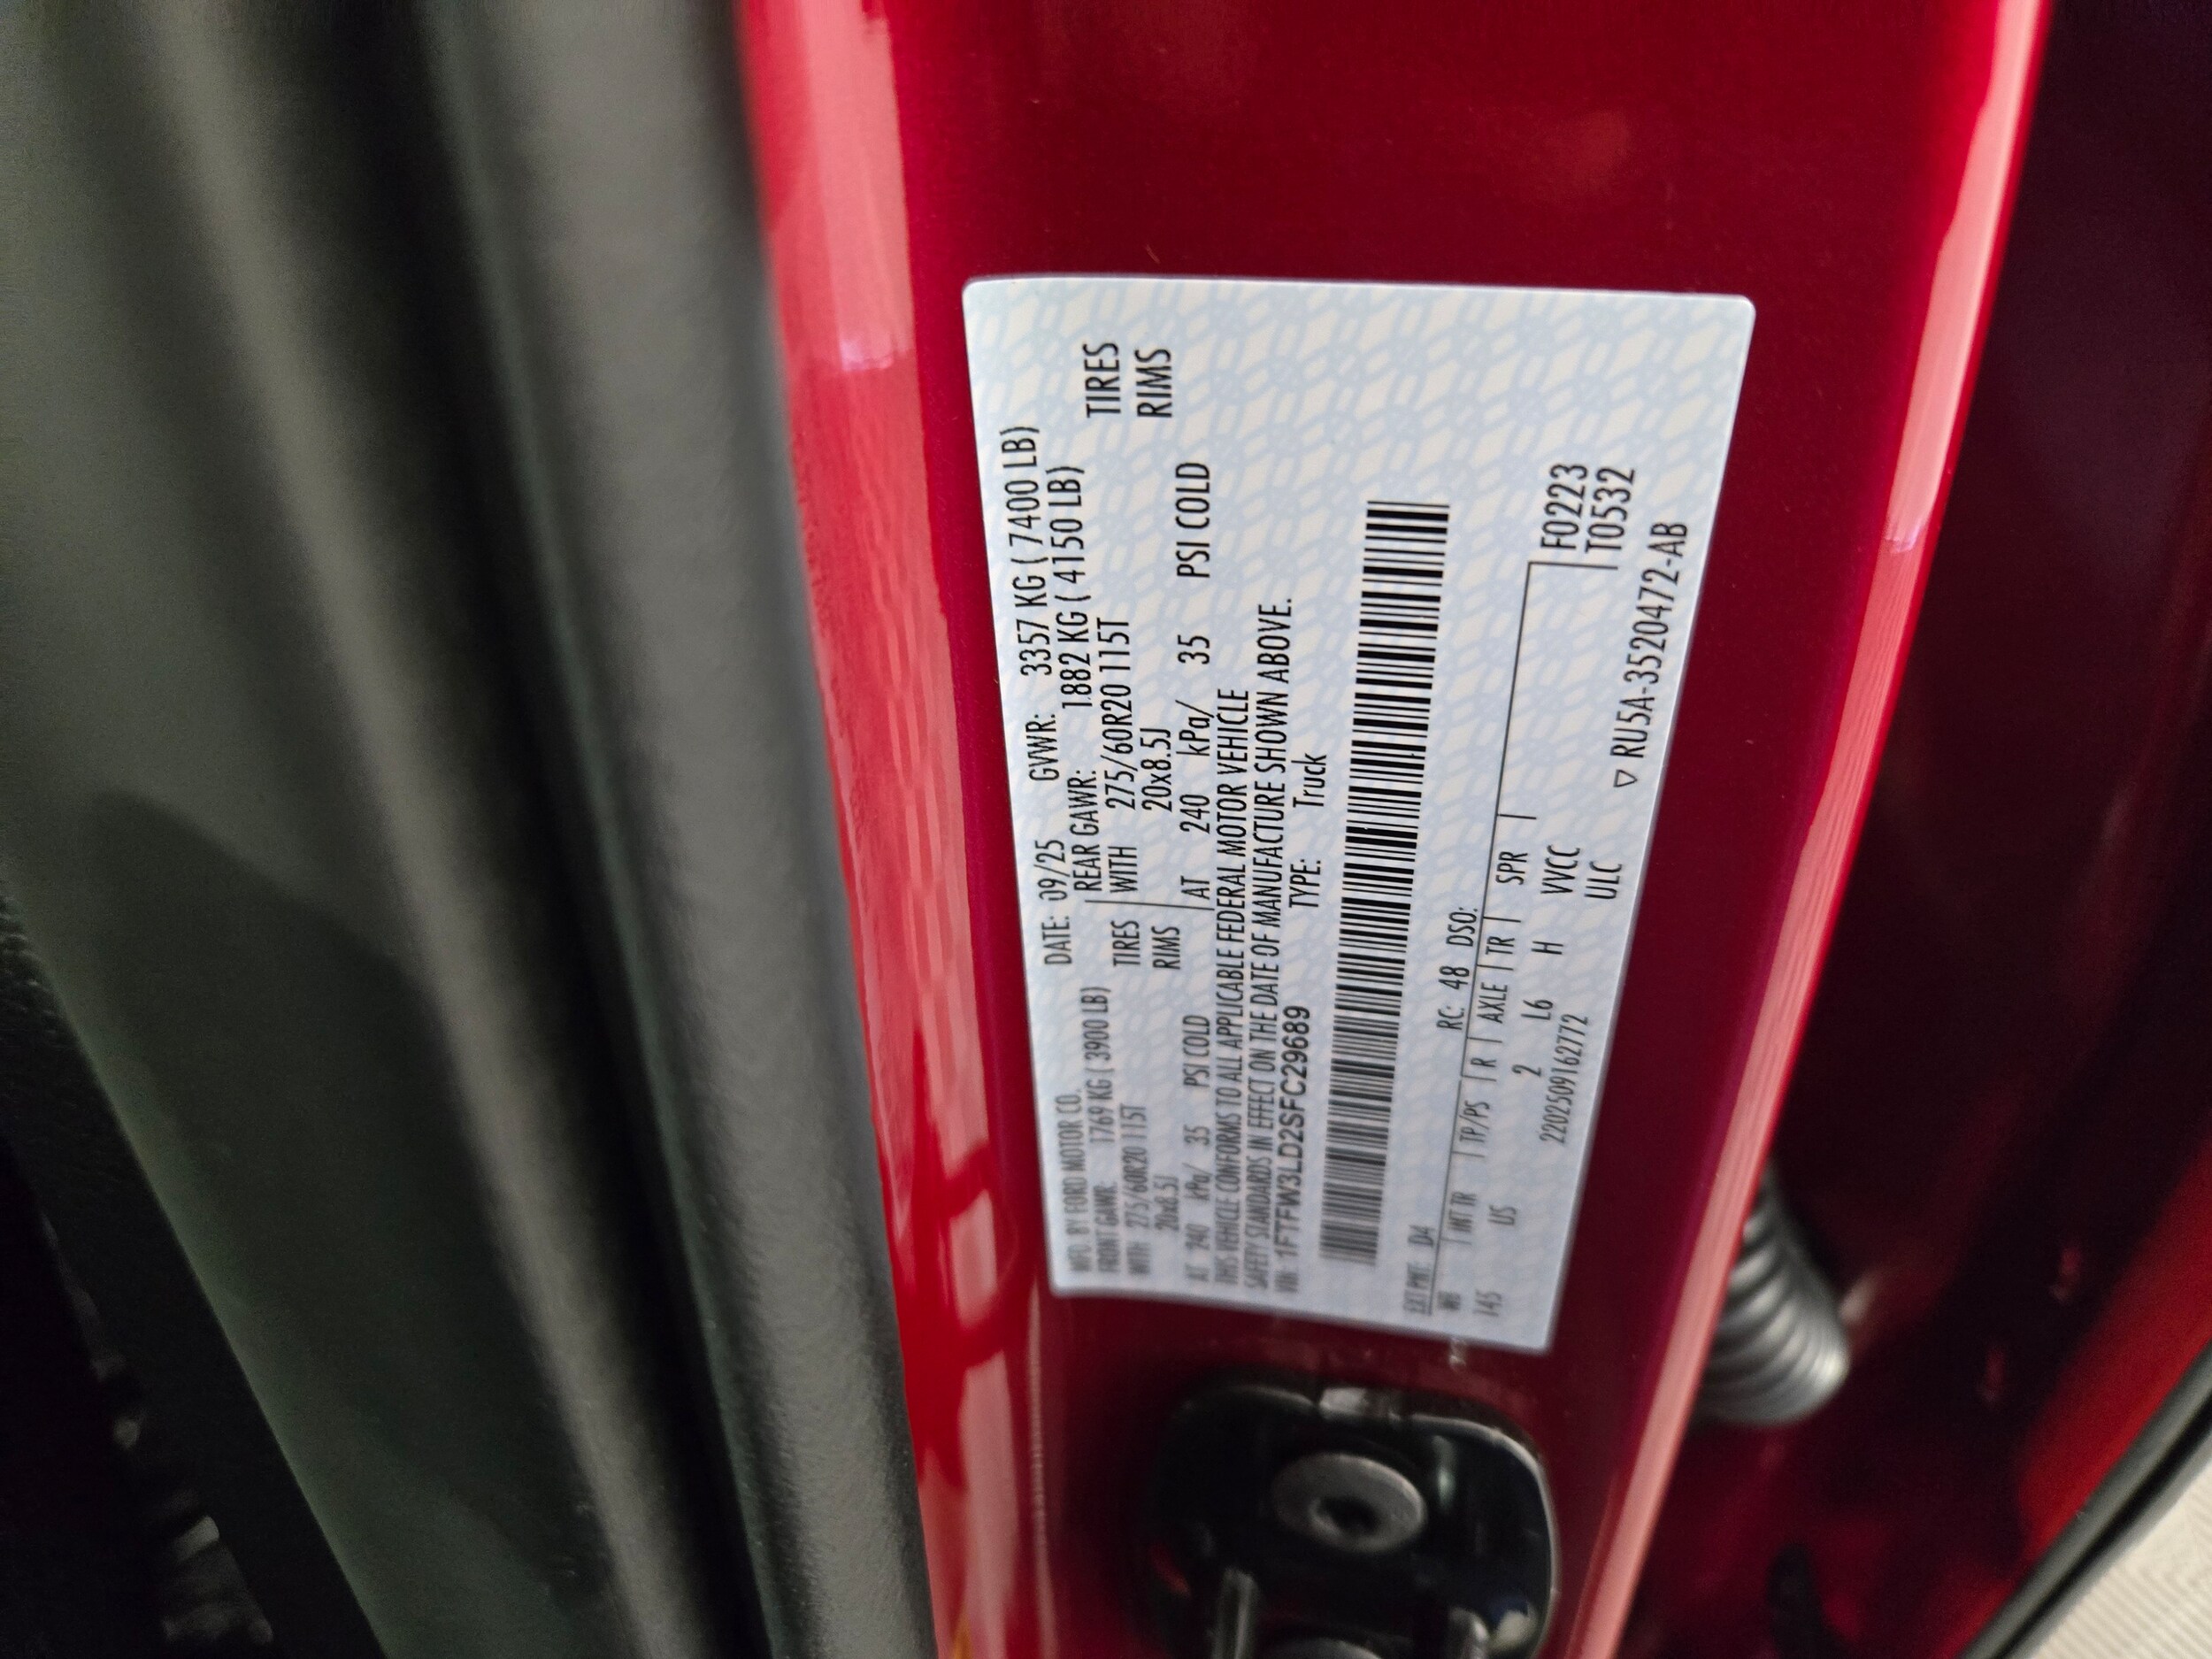 MFD. BY FORD MOTOR CO. DATE: 09/25 GVWR: 3357 KG ( 7400 LB)
FRONT GAWR: 1769 KG ( 3900 LB) REAR GAWR: 1882 KG ( 4150 LB)
WITH 275/60R20 115T TIRES WITH 275/60R20 115T TIRES
20x8.5J RIMS 20x8.5J RIMS
AT 240 kPa/ 35 PSI COLD AT 240 kPa/ 35 PSI COLD
THIS VEHICLE CONFORMS TO ALL APPLICABLE FEDERAL MOTOR VEHICLE
SAFETY STANDARDS IN EFFECT ON THE DATE OF MANUFACTURE SHOWN ABOVE.
VIN: 1FTFW3LD2SFC29689 TYPE: Truck
EXT PNT: D4 RC: 48 DSO:
WB INT TR TP/PS R AXLE TR SPR F0223
145 US 2 L6 H VVCC T0532
2202509162772 ULC
▽ RU5A-3520472-AB